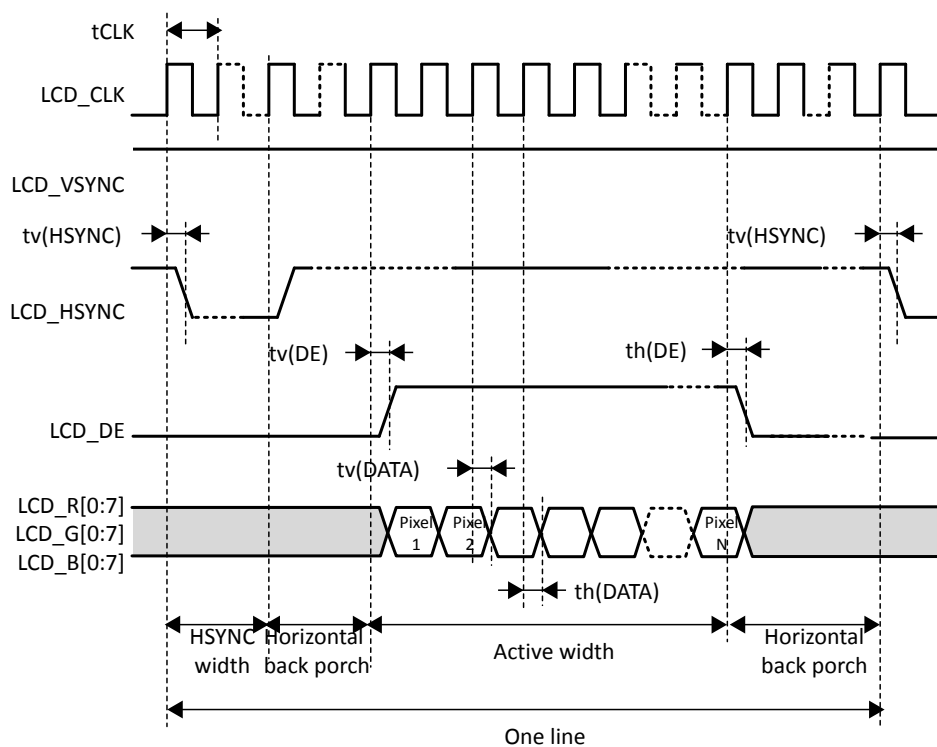 tCLK
LCD_CLK
LCD_VSYNC
tv(HSYNC)
tv(HSYNC)
LCD_HSYNC
tv(DE)
th(DE)
LCD_DE
tv(DATA)
LCD_R[0:7]
LCD_G[0:7]
LCD_B[0:7]
Pixel
1
Pixel
2
Pixel
N
th(DATA)
HSYNC
width
Horizontal
back porch
Active width
Horizontal
back porch
One line